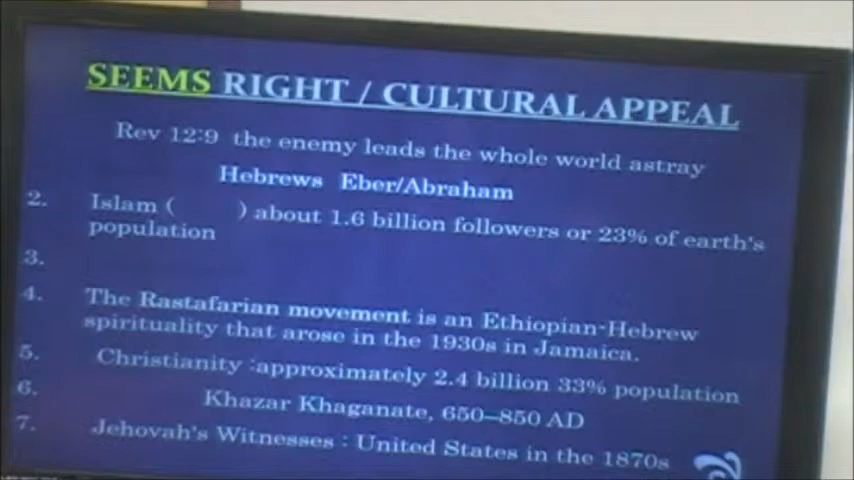 SEEMS RIGHT / CULTURAL APPEAL
Rev 12:9 the enemy leads the whole world astray
Hebrews Eber/Abraham
2. Islam ( ) about 1.6 billion followers or 23% of earth's
population
3.
4. The Rastafarian movement is an Ethiopian-Hebrew
spirituality that arose in the 1930s in Jamaica.
5. Christianity :approximately 2.4 billion 33% population
6. Khazar Khaganate, 650–850 AD
7. Jehovah's Witnesses : United States in the 1870s